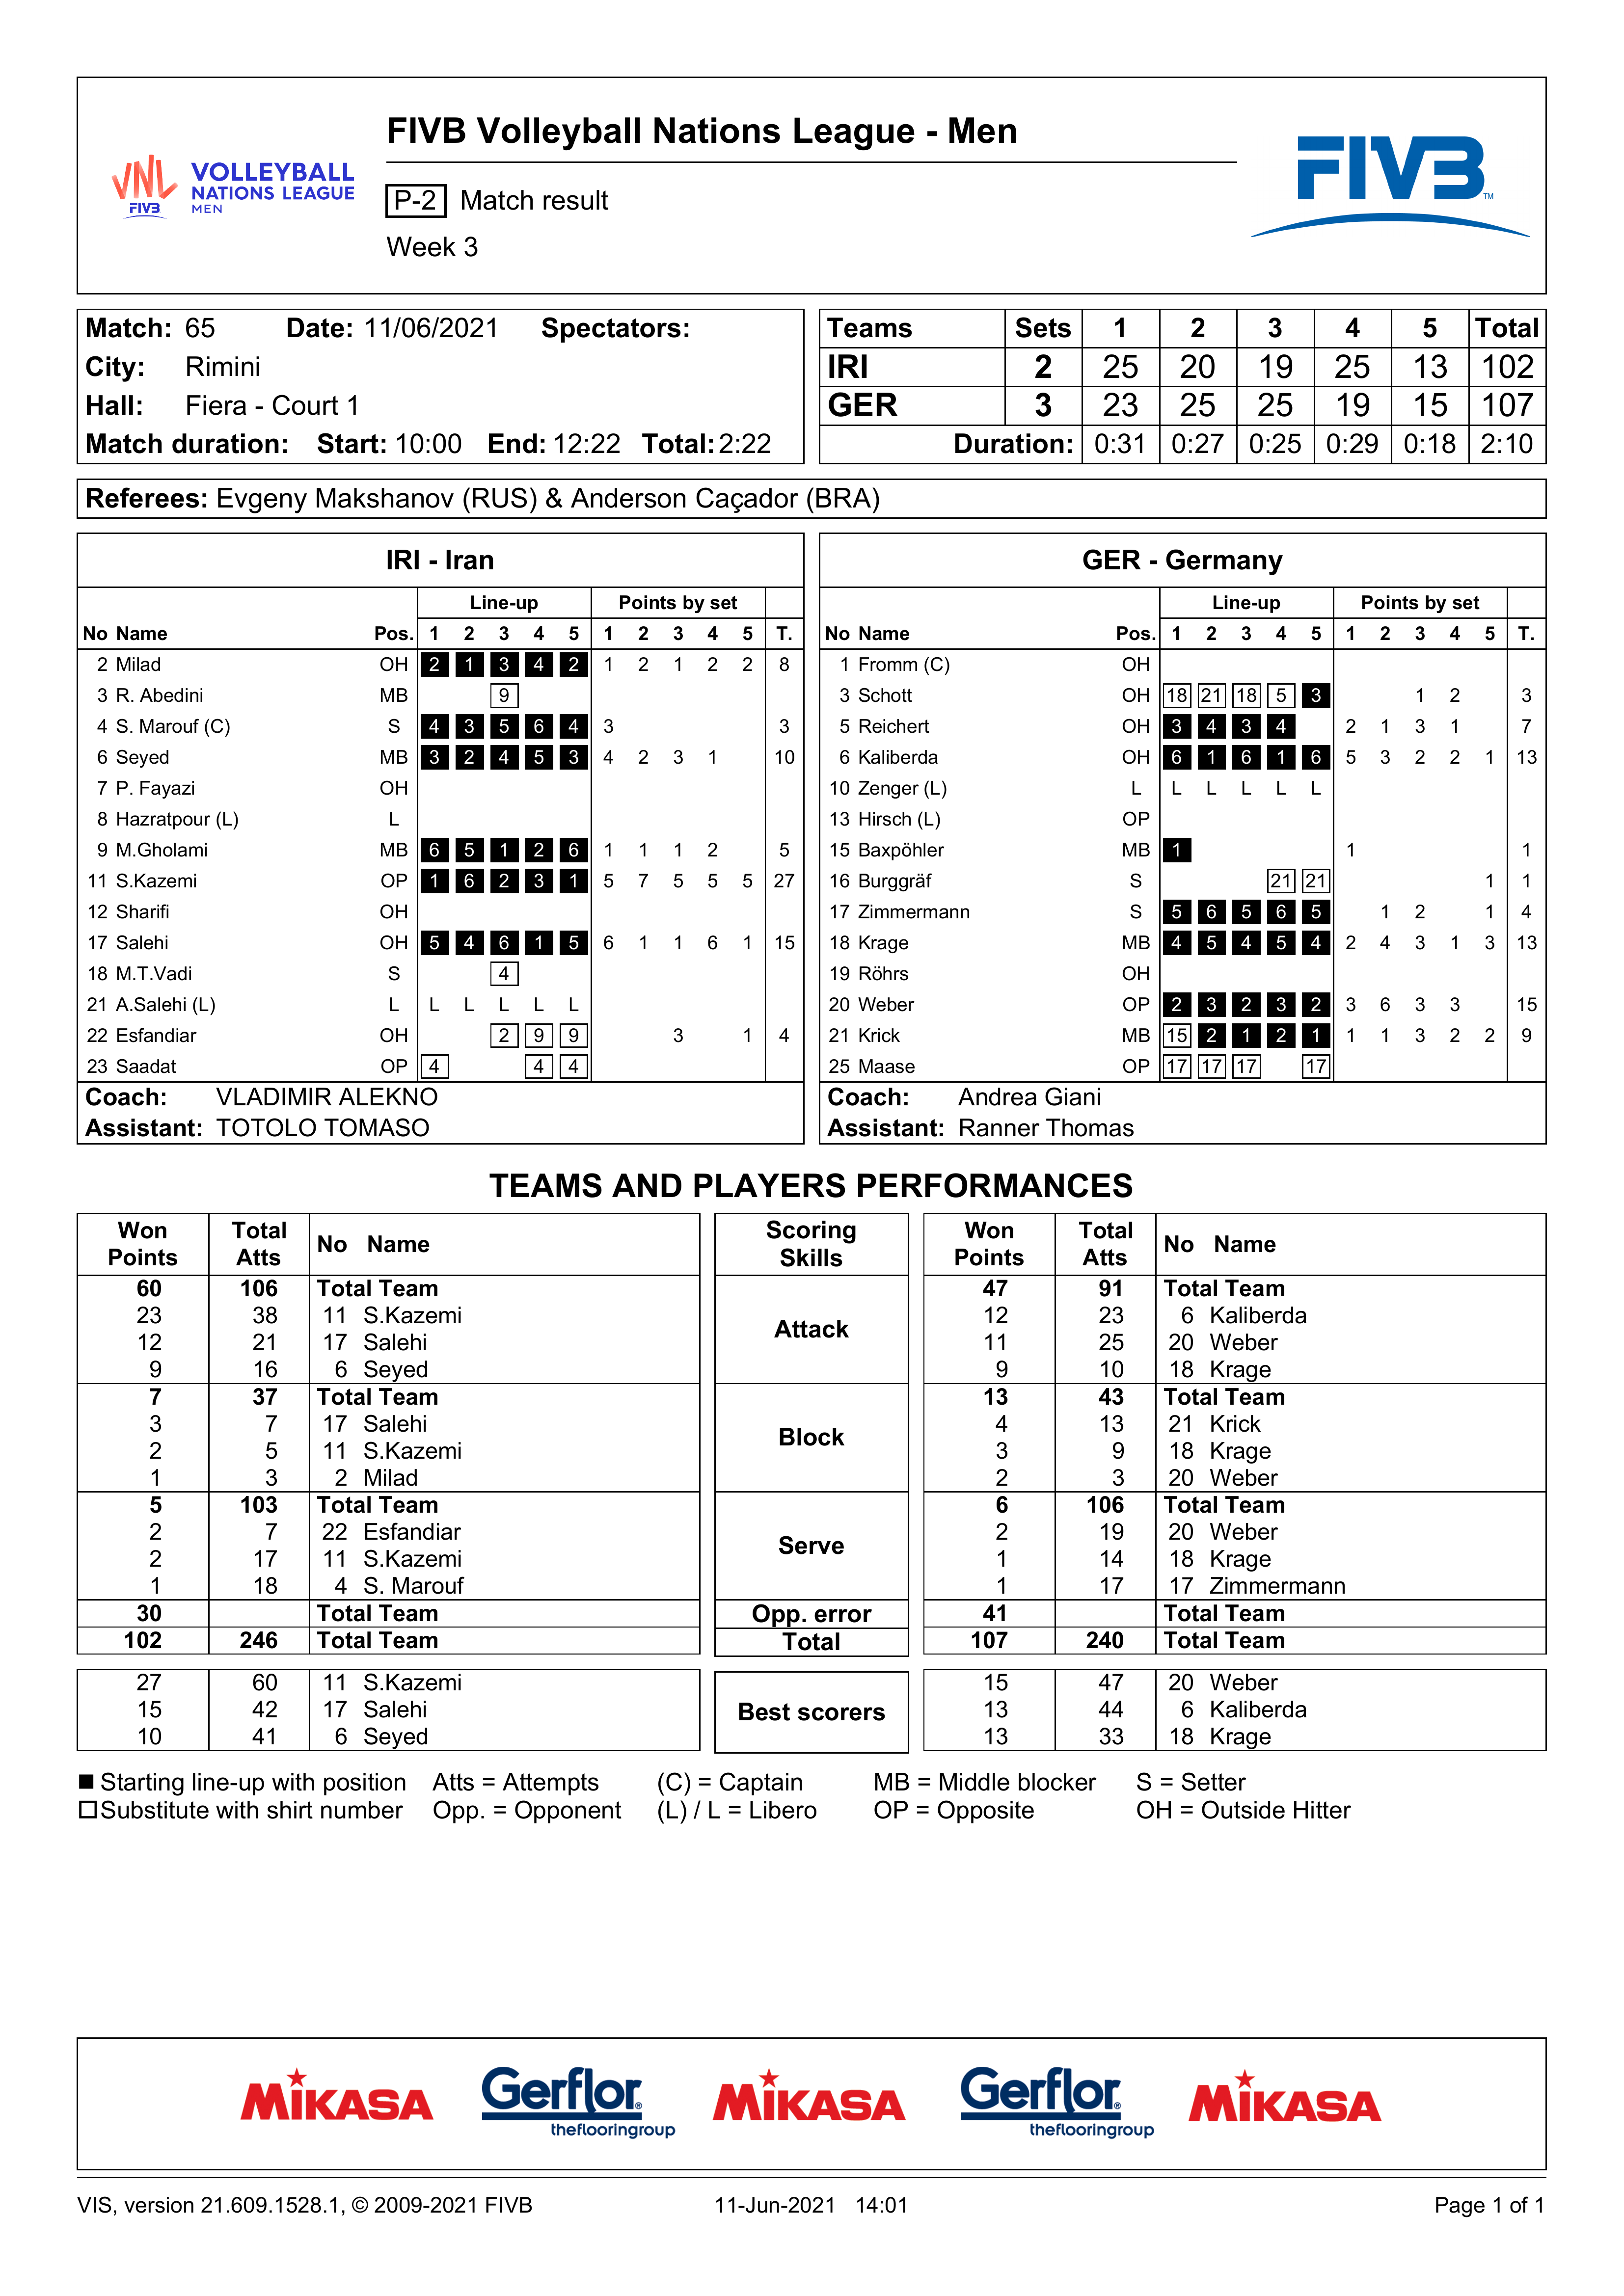 FIVB Volleyball Nations League - Men
VNL FIVB VOLLEYBALL NATIONS LEAGUE MEN
FIVB TM
P-2 Match result
Week 3
Match: 65 Date: 11/06/2021 Spectators:
City: Rimini
Hall: Fiera - Court 1
Match duration: Start: 10:00 End: 12:22 Total: 2:22
Teams Sets 1 2 3 4 5 Total
IRI 2 25 20 19 25 13 102
GER 3 23 25 25 19 15 107
Duration: 0:31 0:27 0:25 0:29 0:18 2:10
Referees: Evgeny Makshanov (RUS) & Anderson Caçador (BRA)
IRI - Iran
Line-up Points by set
No Name Pos. 1 2 3 4 5 1 2 3 4 5 T.
2 Milad OH 2 1 3 4 2 1 2 1 2 2 8
3 R. Abedini MB 9
4 S. Marouf (C) S 4 3 5 6 4 3 3
6 Seyed MB 3 2 4 5 3 4 2 3 1 10
7 P. Fayazi OH
8 Hazratpour (L) L
9 M.Gholami MB 6 5 1 2 6 1 1 1 2 5
11 S.Kazemi OP 1 6 2 3 1 5 7 5 5 5 27
12 Sharifi OH
17 Salehi OH 5 4 6 1 5 6 1 1 6 1 15
18 M.T.Vadi S 4
21 A.Salehi (L) L L L L L L
22 Esfandiar OH 2 9 9 3 1 4
23 Saadat OP 4 4 4
Coach: VLADIMIR ALEKNO
Assistant: TOTOLO TOMASO
GER - Germany
Line-up Points by set
No Name Pos. 1 2 3 4 5 1 2 3 4 5 T.
1 Fromm (C) OH
3 Schott OH 18 21 18 5 3 1 2 3
5 Reichert OH 3 4 3 4 2 1 3 1 7
6 Kaliberda OH 6 1 6 1 6 5 3 2 2 1 13
10 Zenger (L) L L L L L L
13 Hirsch (L) OP
15 Baxpöhler MB 1 1 1
16 Burggräf S 21 21 1 1
17 Zimmermann S 5 6 5 6 5 1 2 1 4
18 Krage MB 4 5 4 5 4 2 4 3 1 3 13
19 Röhrs OH
20 Weber OP 2 3 2 3 2 3 6 3 3 15
21 Krick MB 15 2 1 2 1 1 1 3 2 2 9
25 Maase OP 17 17 17 17
Coach: Andrea Giani
Assistant: Ranner Thomas
TEAMS AND PLAYERS PERFORMANCES
Won Points Total Atts No Name Scoring Skills Won Points Total Atts No Name
60 106 Total Team Attack 47 91 Total Team
23 38 11 S.Kazemi 12 23 6 Kaliberda
12 21 17 Salehi 11 25 20 Weber
9 16 6 Seyed 9 10 18 Krage
7 37 Total Team Block 13 43 Total Team
3 7 17 Salehi 4 13 21 Krick
2 5 11 S.Kazemi 3 9 18 Krage
1 3 2 Milad 2 3 20 Weber
5 103 Total Team Serve 6 106 Total Team
2 7 22 Esfandiar 2 19 20 Weber
2 17 11 S.Kazemi 1 14 18 Krage
1 18 4 S. Marouf 1 17 17 Zimmermann
30 Total Team Opp. error 41 Total Team
102 246 Total Team Total 107 240 Total Team
27 60 11 S.Kazemi Best scorers 15 47 20 Weber
15 42 17 Salehi 13 44 6 Kaliberda
10 41 6 Seyed 13 33 18 Krage
Starting line-up with position Atts = Attempts (C) = Captain MB = Middle blocker S = Setter
Substitute with shirt number Opp. = Opponent (L) / L = Libero OP = Opposite OH = Outside Hitter
MIKASA Gerflor® theflooringgroup MIKASA Gerflor® theflooringgroup MIKASA
VIS, version 21.609.1528.1, © 2009-2021 FIVB 11-Jun-2021 14:01 Page 1 of 1